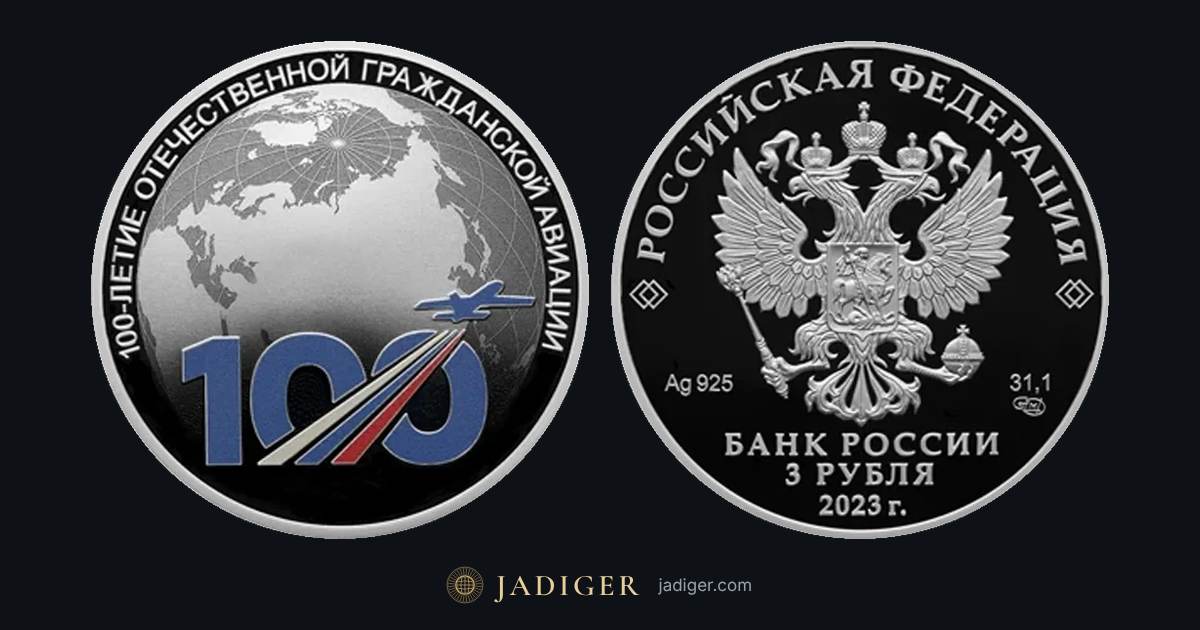 100-ЛЕТИЕ ОТЕЧЕСТВЕННОЙ ГРАЖДАНСКОЙ АВИАЦИИ
100
РОССИЙСКАЯ ФЕДЕРАЦИЯ
Ag 925
31,1
БАНК РОССИИ
3 РУБЛЯ
2023 г.
JADIGER jadiger.com